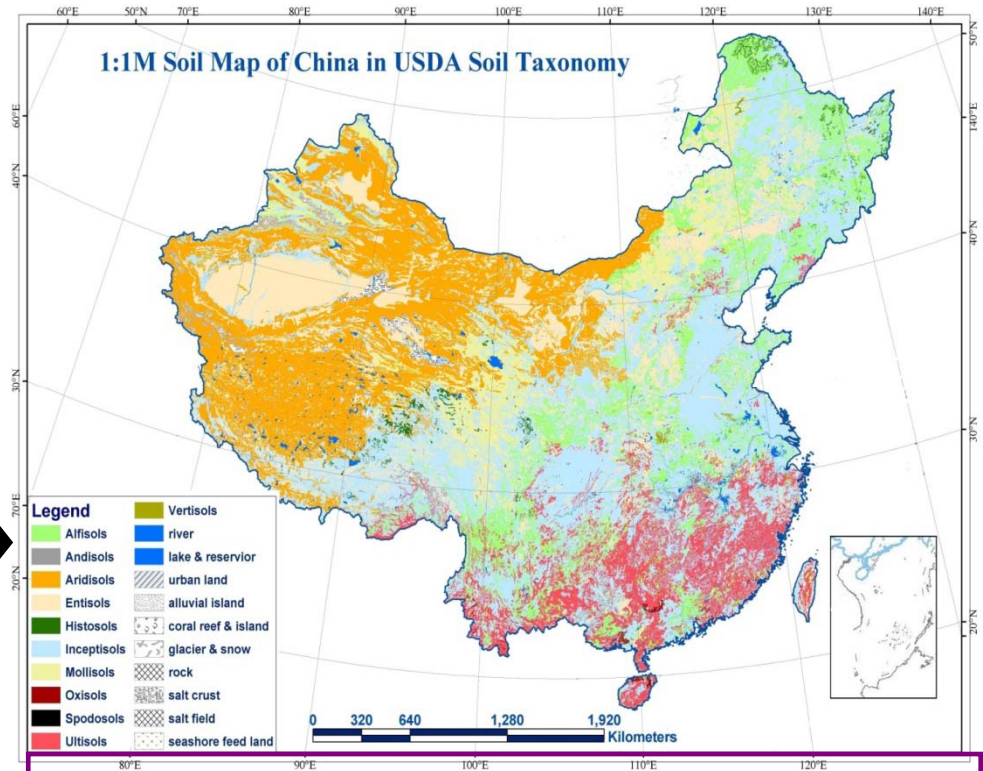 60°E 50°N 70°E 80°E 90°E 100°E 110°E 120°E 130°E 140°E 50°N
1:1M Soil Map of China in USDA Soil Taxonomy
60°E
140°E
40°N
40°N
30°N
30°N
70°E
20°N
20°N
Legend
Alfisols
Andisols
Aridisols
Entisols
Histosols
Inceptisols
Mollisols
Oxisols
Spodosols
Ultisols
Vertisols
river
lake & reservior
urban land
alluvial island
coral reef & island
glacier & snow
rock
salt crust
salt field
seashore feed land
0 320 640 1,280 1,920
Kilometers
80°E 90°E 100°E 110°E 120°E